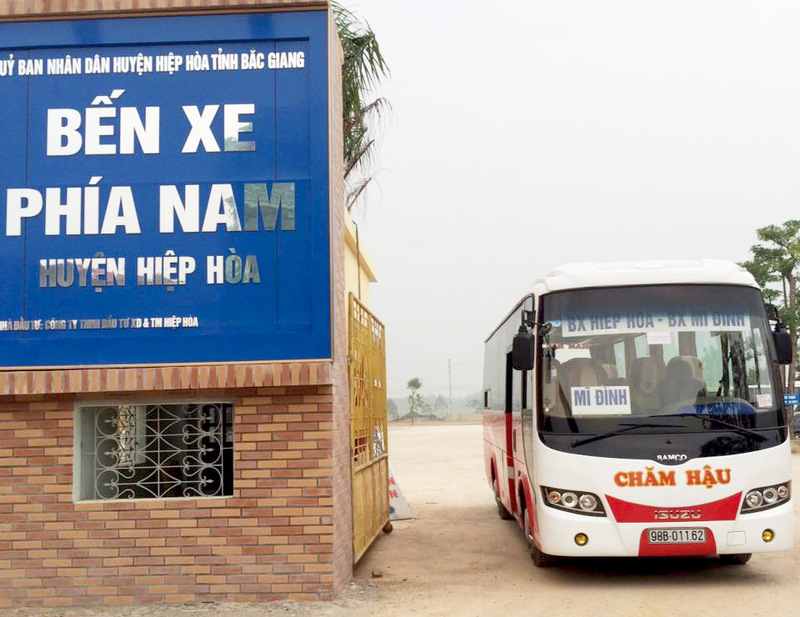 UỶ BAN NHÂN DÂN HUYỆN HIỆP HÒA TỈNH BẮC GIANG
BẾN XE
PHÍA NAM
HUYỆN HIỆP HÒA
NHÀ ĐẦU TƯ: CÔNG TY TNHH ĐẦU TƯ XD & TM HIỆP HÒA
BX HIỆP HÒA - BX MĨ ĐÌNH
MĨ ĐÌNH
SAMCO
CHĂM HẬU
ISUZU
98B-011.62